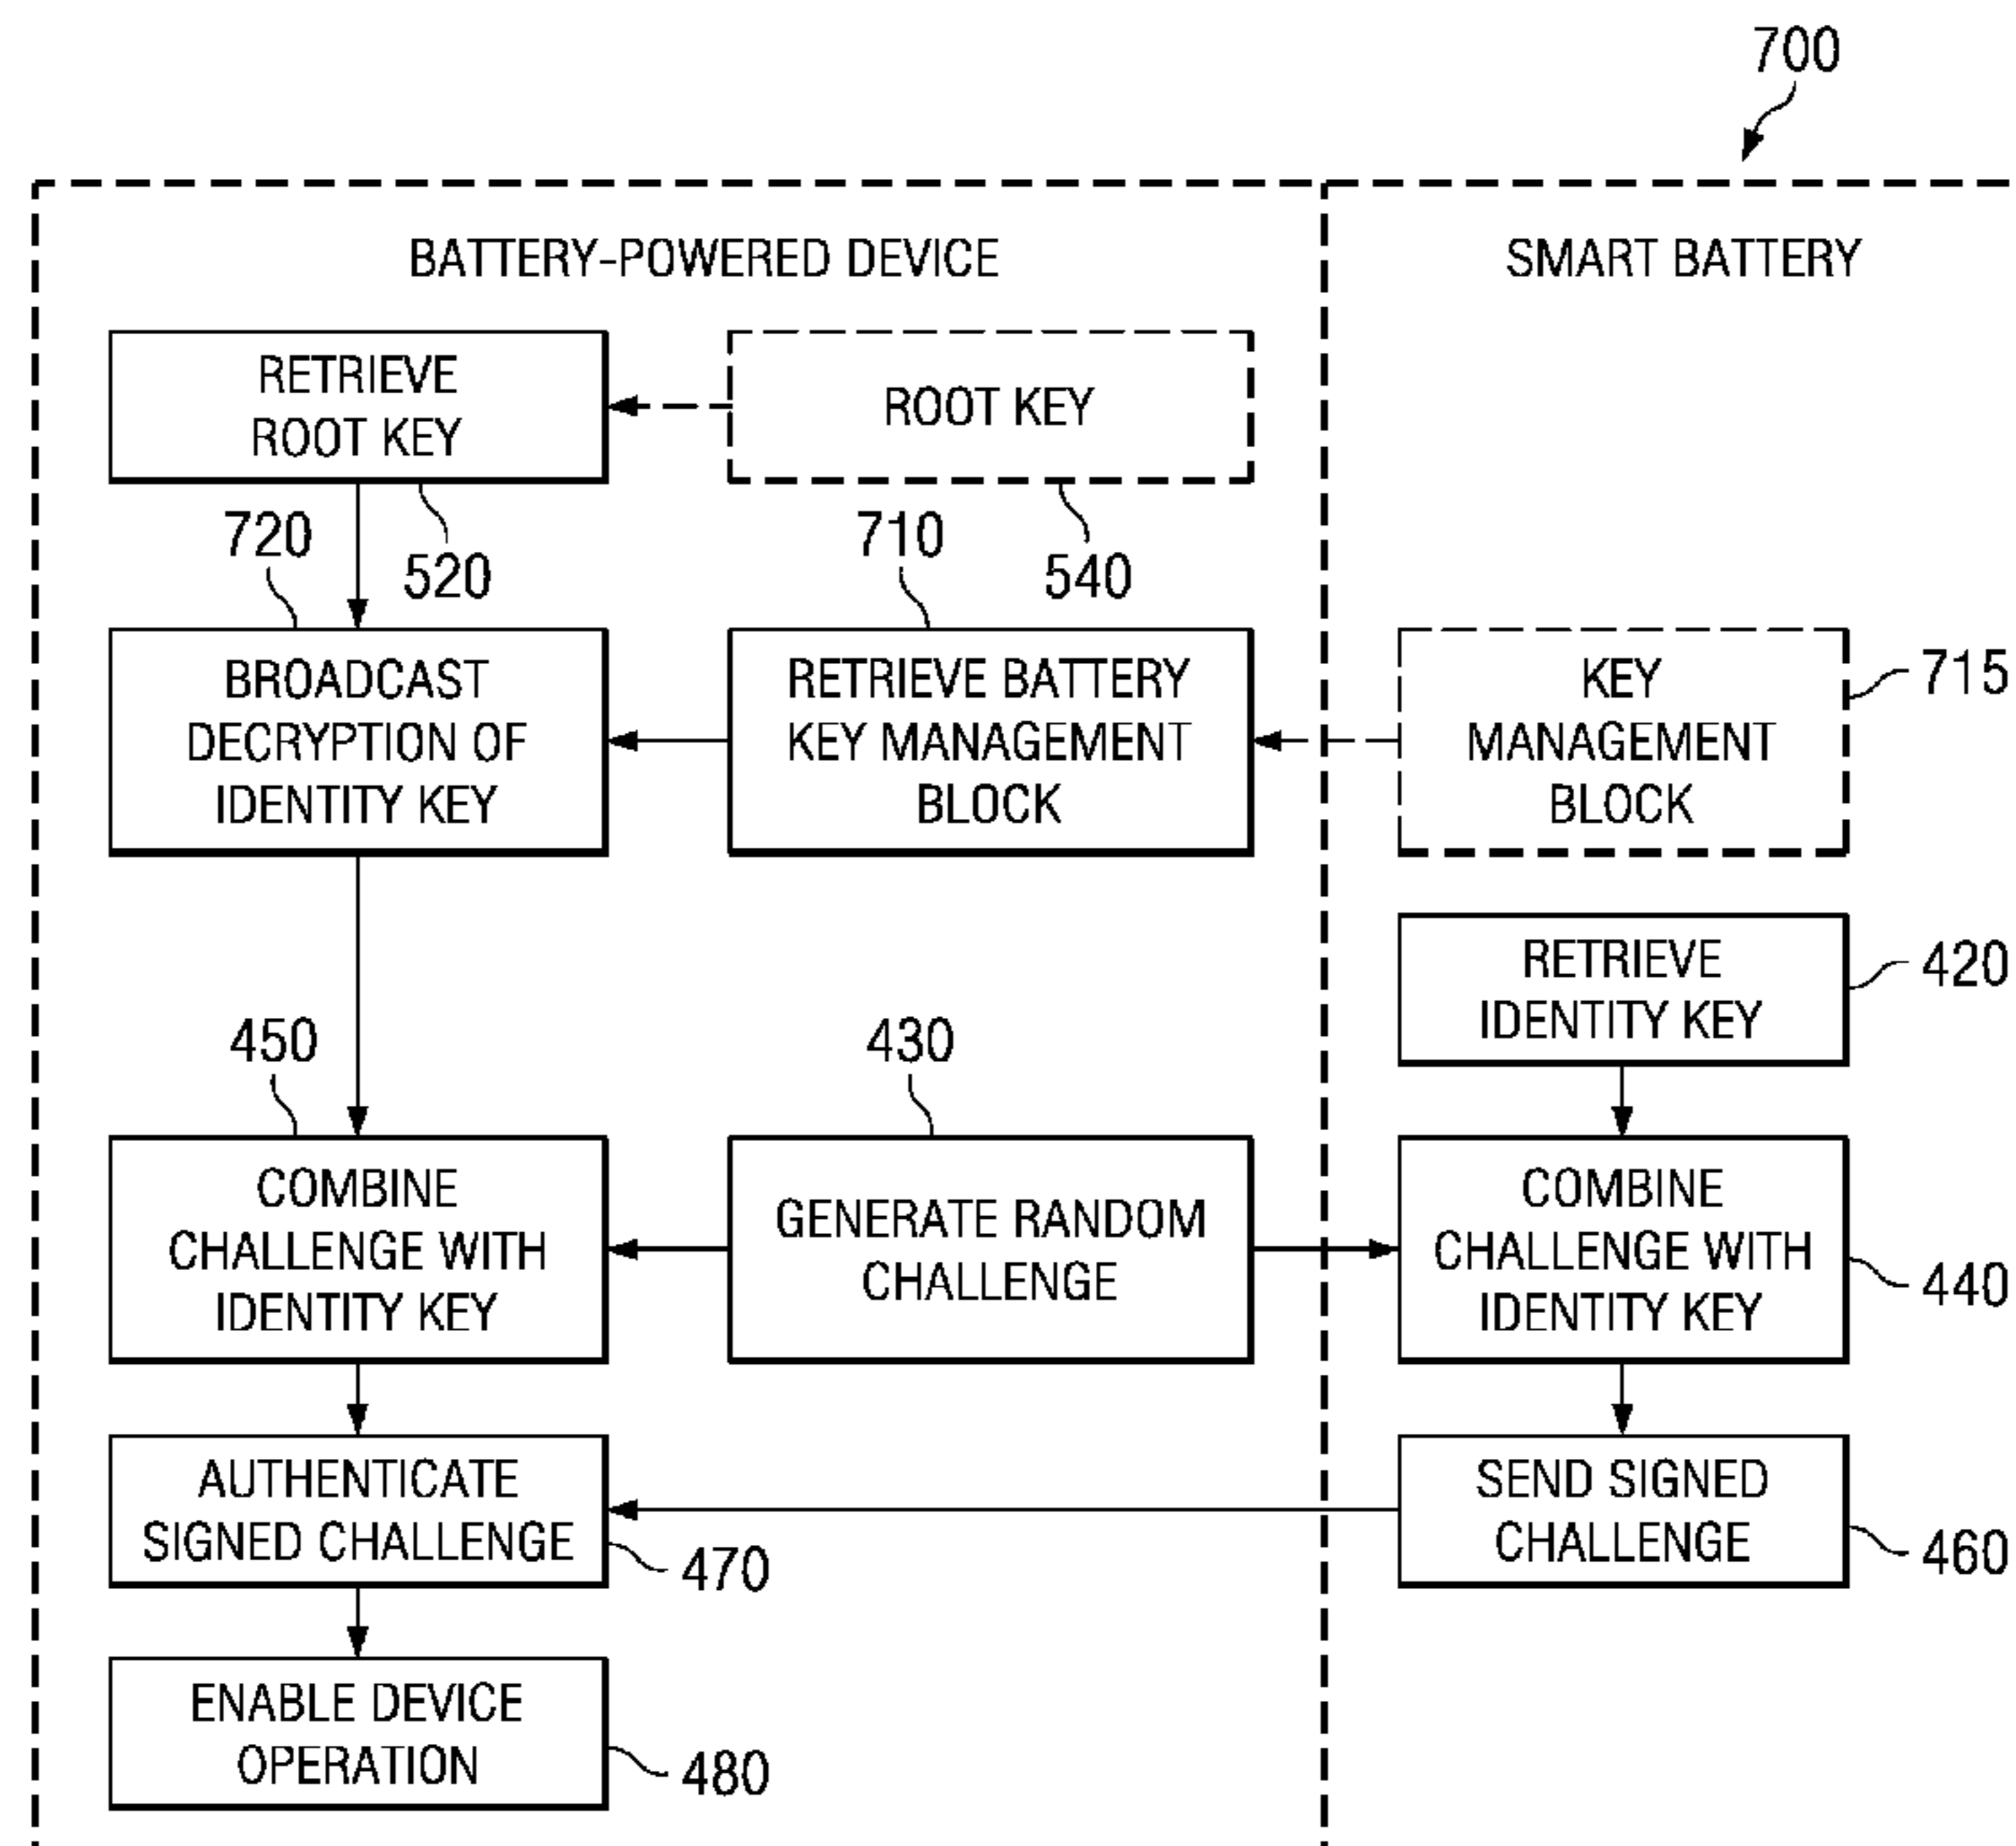 700
BATTERY-POWERED DEVICE
SMART BATTERY
RETRIEVE
ROOT KEY
ROOT KEY
720
520
710
540
BROADCAST
DECRYPTION OF
IDENTITY KEY
RETRIEVE BATTERY
KEY MANAGEMENT
BLOCK
KEY
MANAGEMENT
BLOCK
715
RETRIEVE
IDENTITY KEY
420
450
430
COMBINE
CHALLENGE WITH
IDENTITY KEY
GENERATE RANDOM
CHALLENGE
COMBINE
CHALLENGE WITH
IDENTITY KEY
440
AUTHENTICATE
SIGNED CHALLENGE
470
SEND SIGNED
CHALLENGE
460
ENABLE DEVICE
OPERATION
480